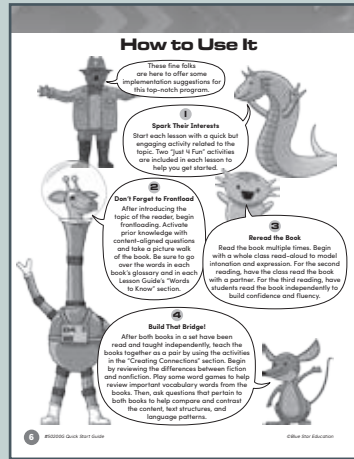 How to Use It
These fine folks
are here to offer some
implementation suggestions for
this top-notch program.
1
Spark Their Interests
Start each lesson with a quick but
engaging activity related to the
topic. Two "Just 4 Fun" activities
are included in each lesson to
help you get started.
2
Don't Forget to Frontload
After introducing the
topic of the reader, begin
frontloading. Activate
prior knowledge with
content-aligned questions
and take a picture walk
of the book. Be sure to go
over the words in each
book's glossary and in each
Lesson Guide's "Words
to Know" section.
3
Reread the Book
Read the book multiple times. Begin
with a whole class read-aloud to model
intonation and expression. For the second
reading, have the class read the book
with a partner. For the third reading, have
students read the book independently to
build confidence and fluency.
4
Build That Bridge!
After both books in a set have been
read and taught independently, teach the
books together as a pair by using the activities
in the "Creating Connections" section. Begin
by reviewing the differences between fiction
and nonfiction. Play some word games to help
review important vocabulary words from the
books. Then, ask questions that pertain to
both books to help compare and contrast
the content, text structures, and
language patterns.
6
Quick Start Guide
©Blue Star Education